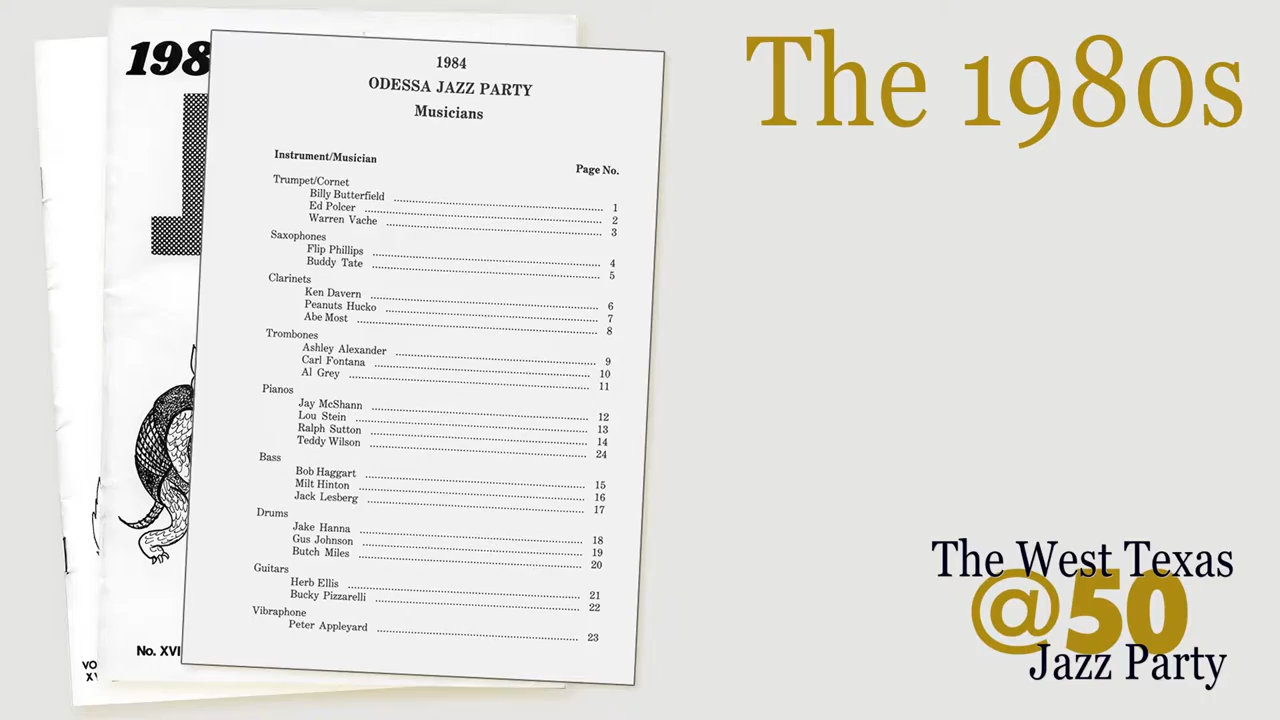 The 1980s
198
1984
ODESSA JAZZ PARTY
Musicians
Instrument/Musician
Page No.
Trumpet/Cornet
Billy Butterfield 1
Ed Polcer 2
Warren Vache 3
Saxophones
Flip Phillips 4
Buddy Tate 5
Clarinets
Ken Davern 6
Peanuts Hucko 7
Abe Most 8
Trombones
Ashley Alexander 9
Carl Fontana 10
Al Grey 11
Pianos
Jay McShann 12
Lou Stein 13
Ralph Sutton 14
Teddy Wilson 24
Bass
Bob Haggart 15
Milt Hinton 16
Jack Lesberg 17
Drums
Jake Hanna 18
Gus Johnson 19
Butch Miles 20
Guitars
Herb Ellis 21
Bucky Pizzarelli 22
Vibraphone
Peter Appleyard 23
No. XVI
VO
XV
The West Texas
@50
Jazz Party